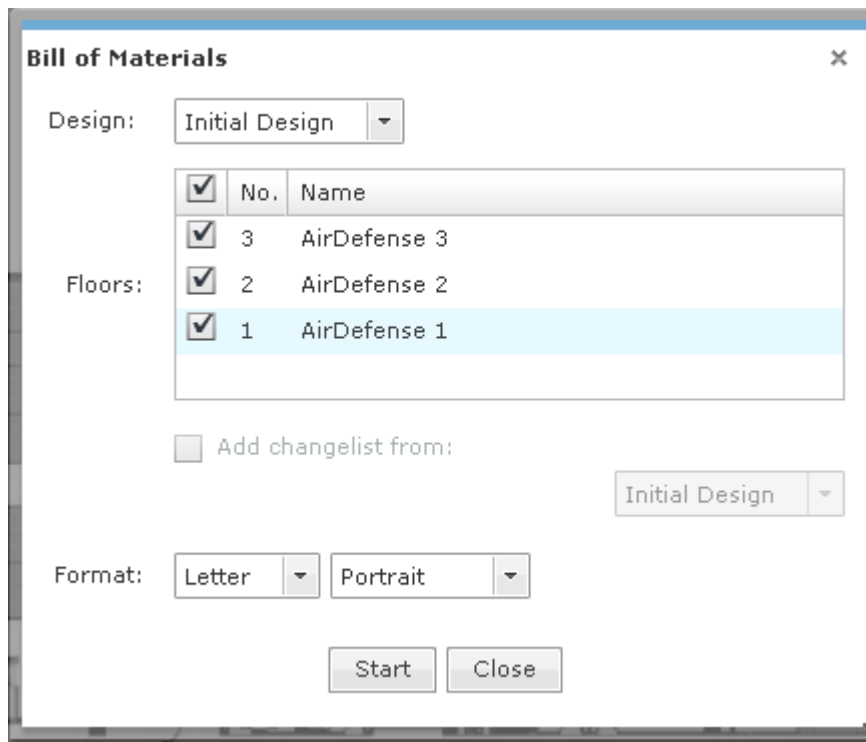 Bill of Materials
Design: Initial Design
No. Name
3 AirDefense 3
Floors: 2 AirDefense 2
1 AirDefense 1
Add changelist from:
Initial Design
Format: Letter Portrait
Start Close